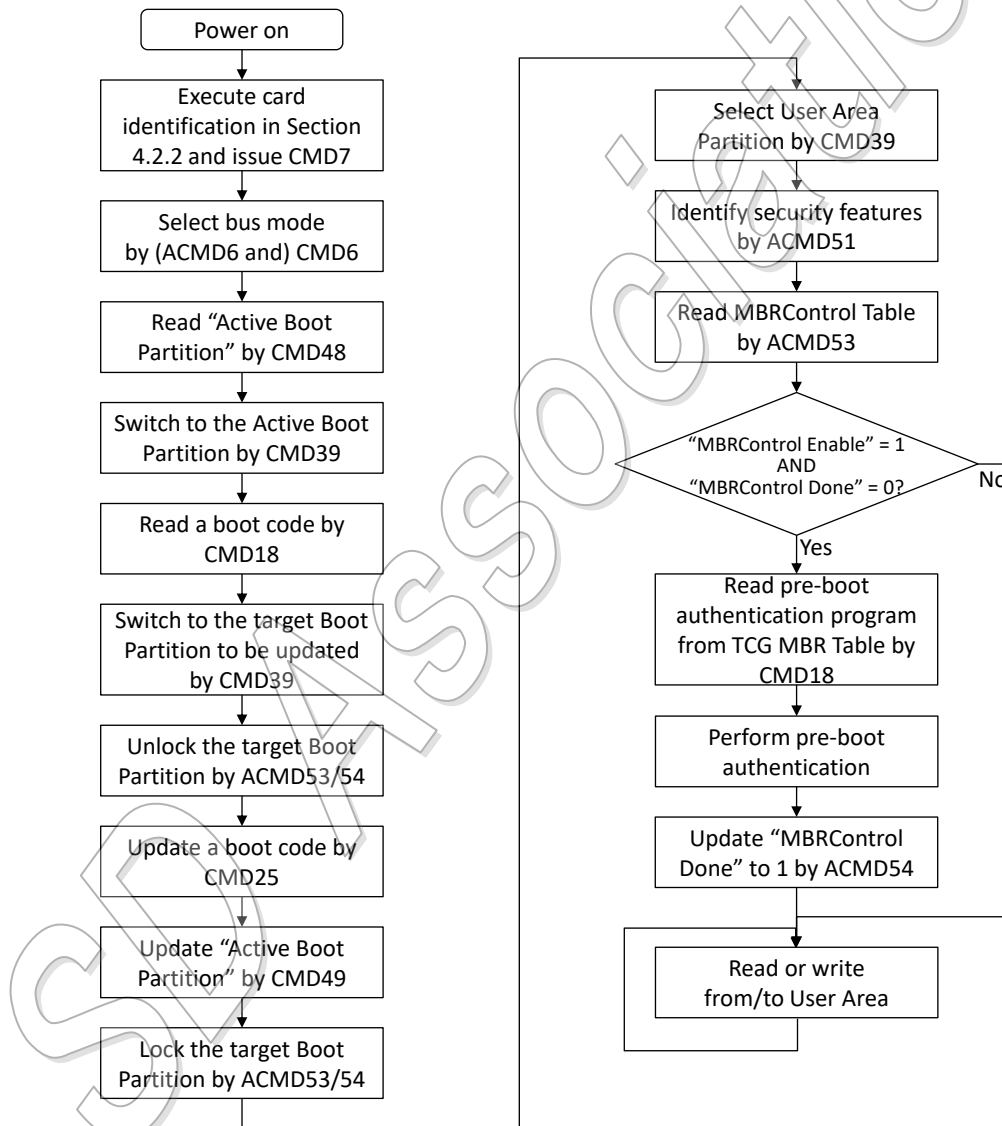 Power on
Execute card
identification in Section
4.2.2 and issue CMD7
Select bus mode
by (ACMD6 and) CMD6
Read “Active Boot
Partition” by CMD48
Switch to the Active Boot
Partition by CMD39
Read a boot code by
CMD18
Switch to the target Boot
Partition to be updated
by CMD39
Unlock the target Boot
Partition by ACMD53/54
Update a boot code by
CMD25
Update “Active Boot
Partition” by CMD49
Lock the target Boot
Partition by ACMD53/54
Select User Area
Partition by CMD39
Identify security features
by ACMD51
Read MBRControl Table
by ACMD53
“MBRControl Enable” = 1
AND
“MBRControl Done” = 0?
No
Yes
Read pre-boot
authentication program
from TCG MBR Table by
CMD18
Perform pre-boot
authentication
Update “MBRControl
Done” to 1 by ACMD54
Read or write
from/to User Area
SD Associatio